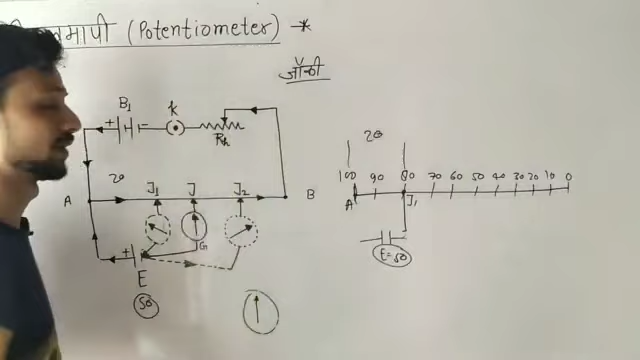 मापी (Potentiometer) *
जॉकी
B₁ K
+ - Rh
20
A 20 J₁ J J₂ B
100 90 80 70 60 50 40 30 20 10 0
A J₁
G
+
E E=50
50